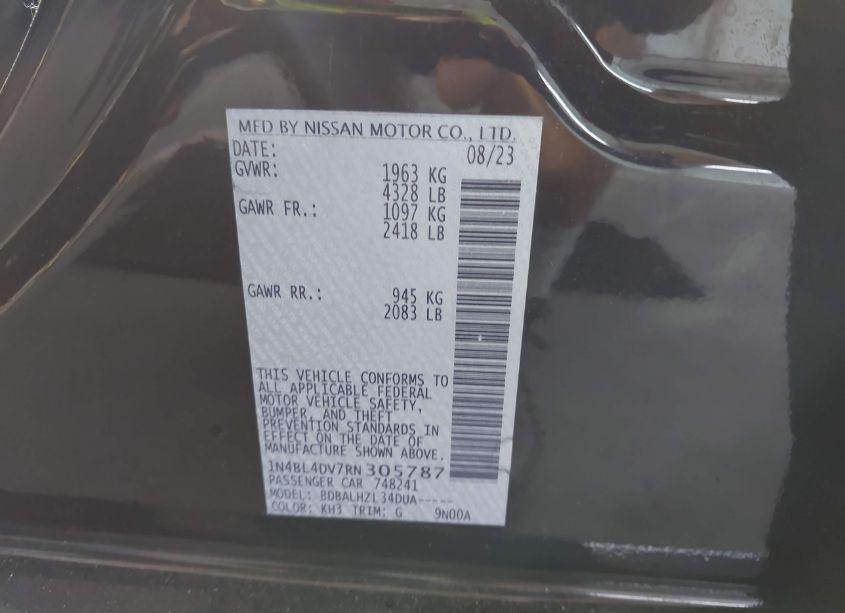 MFD BY NISSAN MOTOR CO., LTD.
DATE: 08/23
GVWR: 1963 KG
4328 LB
GAWR FR.: 1097 KG
2418 LB
GAWR RR.: 945 KG
2083 LB
THIS VEHICLE CONFORMS TO
ALL APPLICABLE FEDERAL
MOTOR VEHICLE SAFETY,
BUMPER, AND THEFT
PREVENTION STANDARDS IN
EFFECT ON THE DATE OF
MANUFACTURE SHOWN ABOVE.
1N4BL4DV7RN305787
PASSENGER CAR 748241
MODEL: BDBALHZL34DUA-----
COLOR: KH3 TRIM: G 9N00A